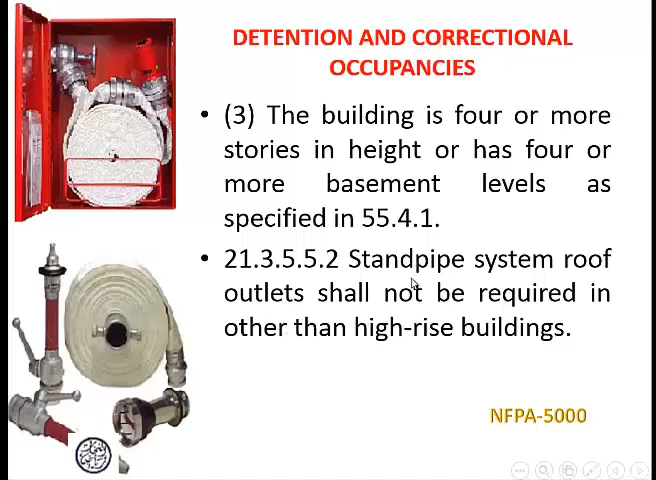 DETENTION AND CORRECTIONAL
OCCUPANCIES
• (3) The building is four or more
stories in height or has four or
more basement levels as
specified in 55.4.1.
• 21.3.5.5.2 Standpipe system roof
outlets shall not be required in
other than high-rise buildings.
NFPA-5000